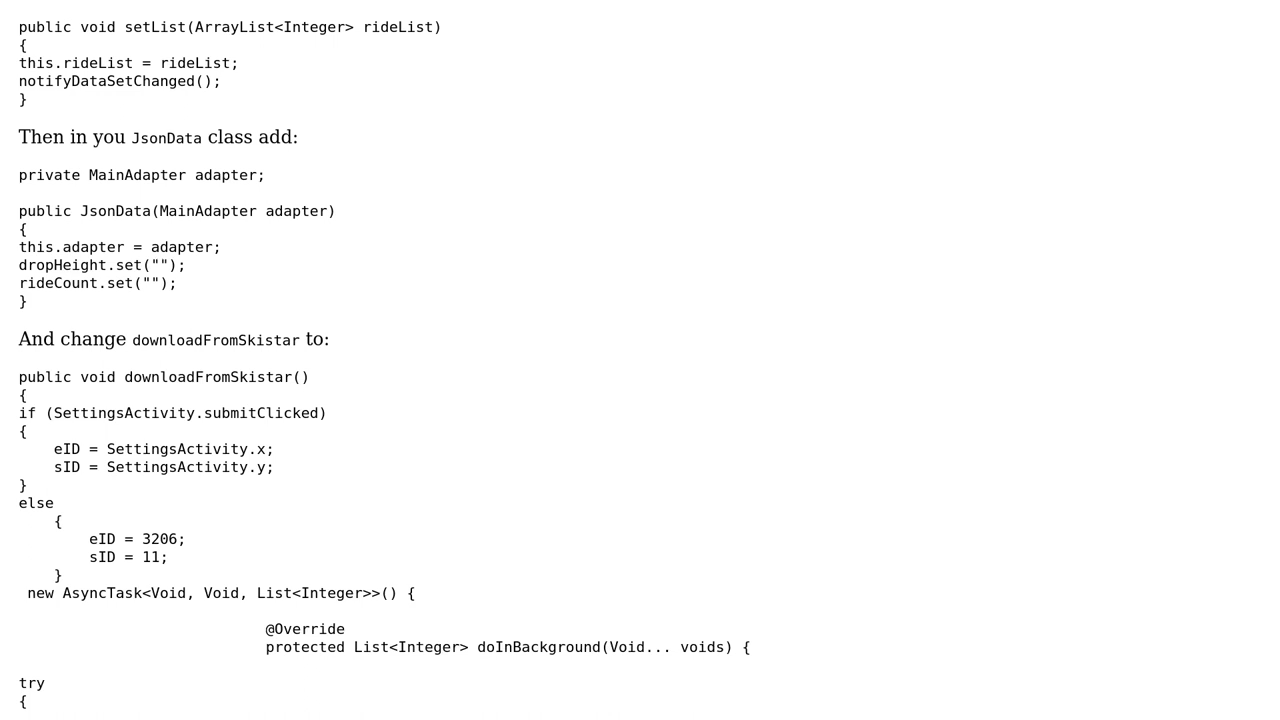 public void setList(ArrayList<Integer> rideList)
{
this.rideList = rideList;
notifyDataSetChanged();
}
Then in you JsonData class add:
private MainAdapter adapter;
public JsonData(MainAdapter adapter)
{
this.adapter = adapter;
dropHeight.set("");
rideCount.set("");
}
And change downloadFromSkistar to:
public void downloadFromSkistar()
{
if (SettingsActivity.submitClicked)
{
    eID = SettingsActivity.x;
    sID = SettingsActivity.y;
}
else
    {
        eID = 3206;
        sID = 11;
    }
 new AsyncTask<Void, Void, List<Integer>>() {
                            @Override
                            protected List<Integer> doInBackground(Void... voids) {
try
{